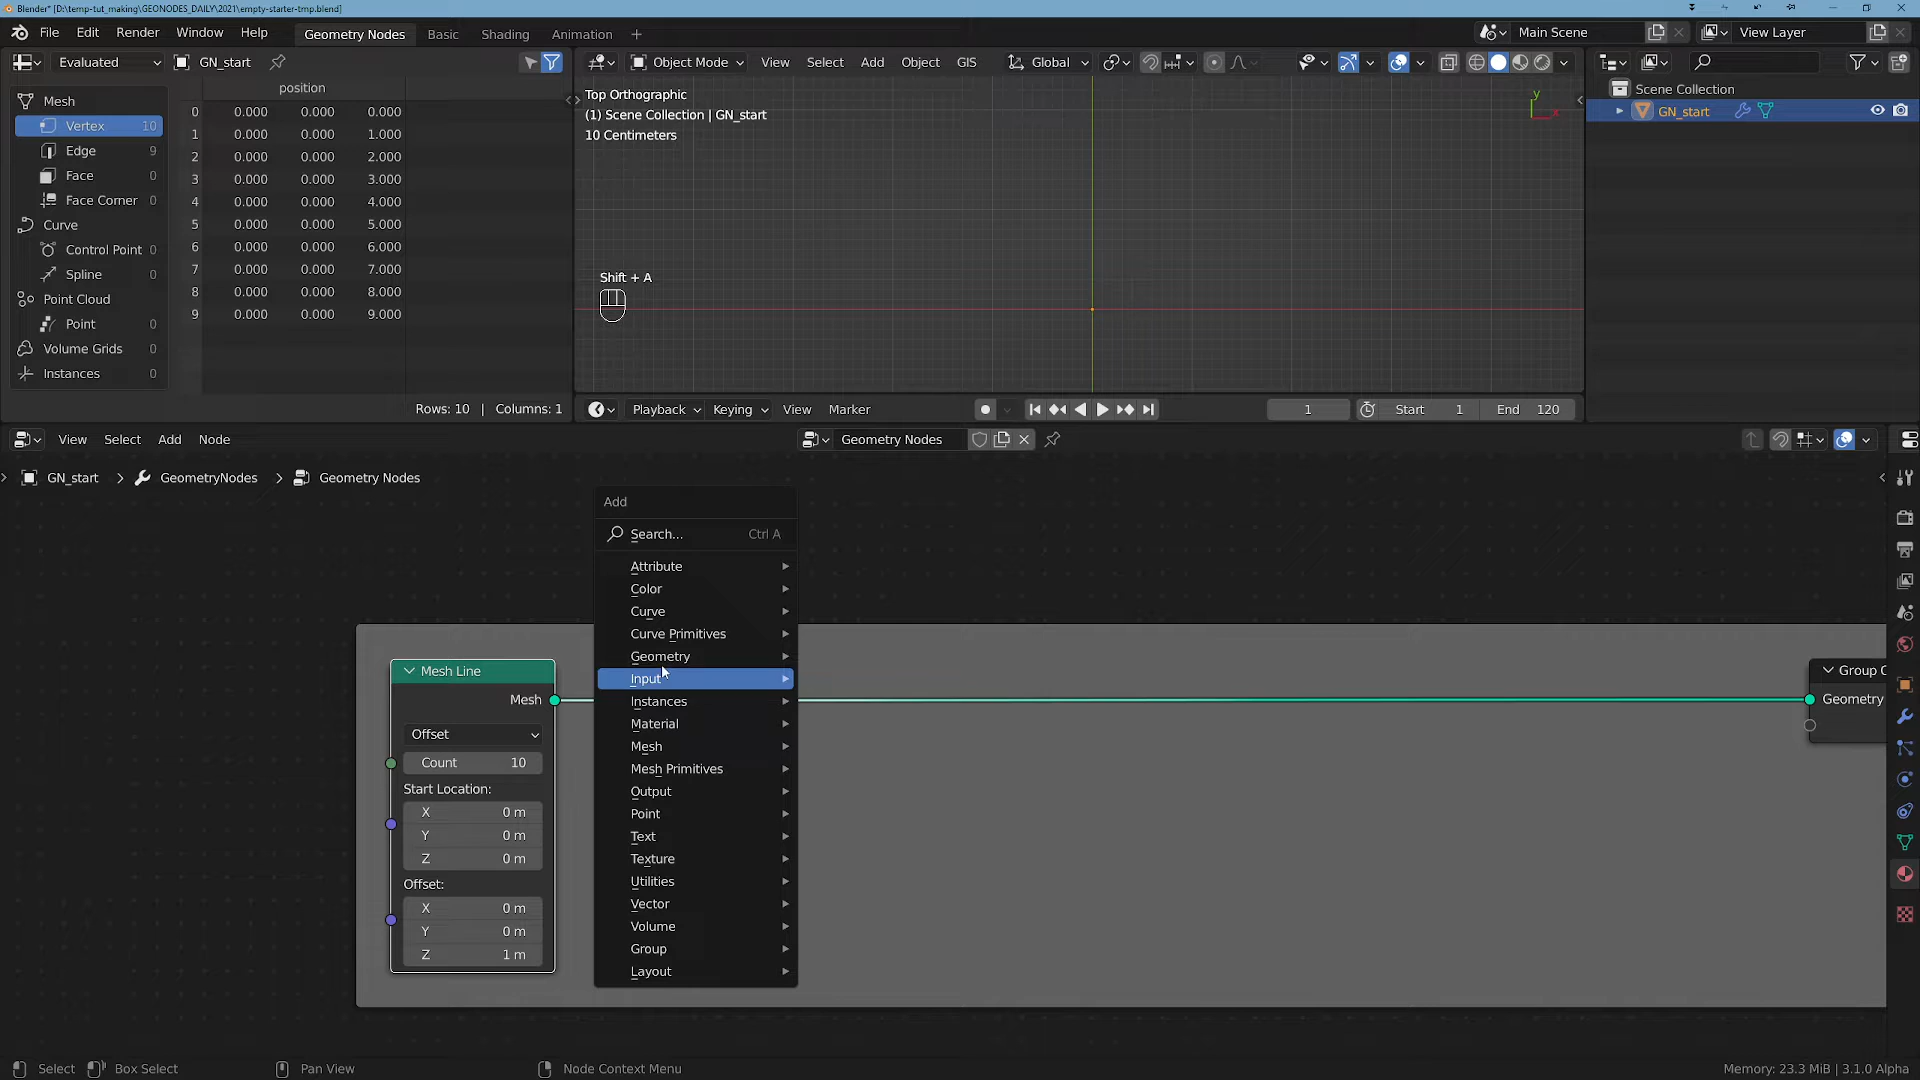 Blender* [D:\temp-tut_making\GEONODES_DAILY\2021\empty-starter-tmp.blend]
File Edit Render Window Help Geometry Nodes Basic Shading Animation + Main Scene View Layer
Evaluated GN_start
position
Mesh
Vertex 10
Edge 9
Face 0
Face Corner 0
Curve
Control Point 0
Spline 0
Point Cloud
Point 0
Volume Grids 0
Instances 0
0 0.000 0.000 0.000
1 0.000 0.000 1.000
2 0.000 0.000 2.000
3 0.000 0.000 3.000
4 0.000 0.000 4.000
5 0.000 0.000 5.000
6 0.000 0.000 6.000
7 0.000 0.000 7.000
8 0.000 0.000 8.000
9 0.000 0.000 9.000
Rows: 10 | Columns: 1
Object Mode View Select Add Object GIS Global
Top Orthographic
(1) Scene Collection | GN_start
10 Centimeters
y
x
Shift + A
Playback Keying View Marker 1 Start 1 End 120
Scene Collection
GN_start
View Select Add Node Geometry Nodes
GN_start > GeometryNodes > Geometry Nodes
Add
Search... Ctrl A
Attribute
Color
Curve
Curve Primitives
Geometry
Input
Instances
Material
Mesh
Mesh Primitives
Output
Point
Text
Texture
Utilities
Vector
Volume
Group
Layout
Mesh Line
Mesh
Offset
Count 10
Start Location:
X 0 m
Y 0 m
Z 0 m
Offset:
X 0 m
Y 0 m
Z 1 m
Group O
Geometry
Select Box Select Pan View Node Context Menu Memory: 23.3 MiB | 3.1.0 Alpha